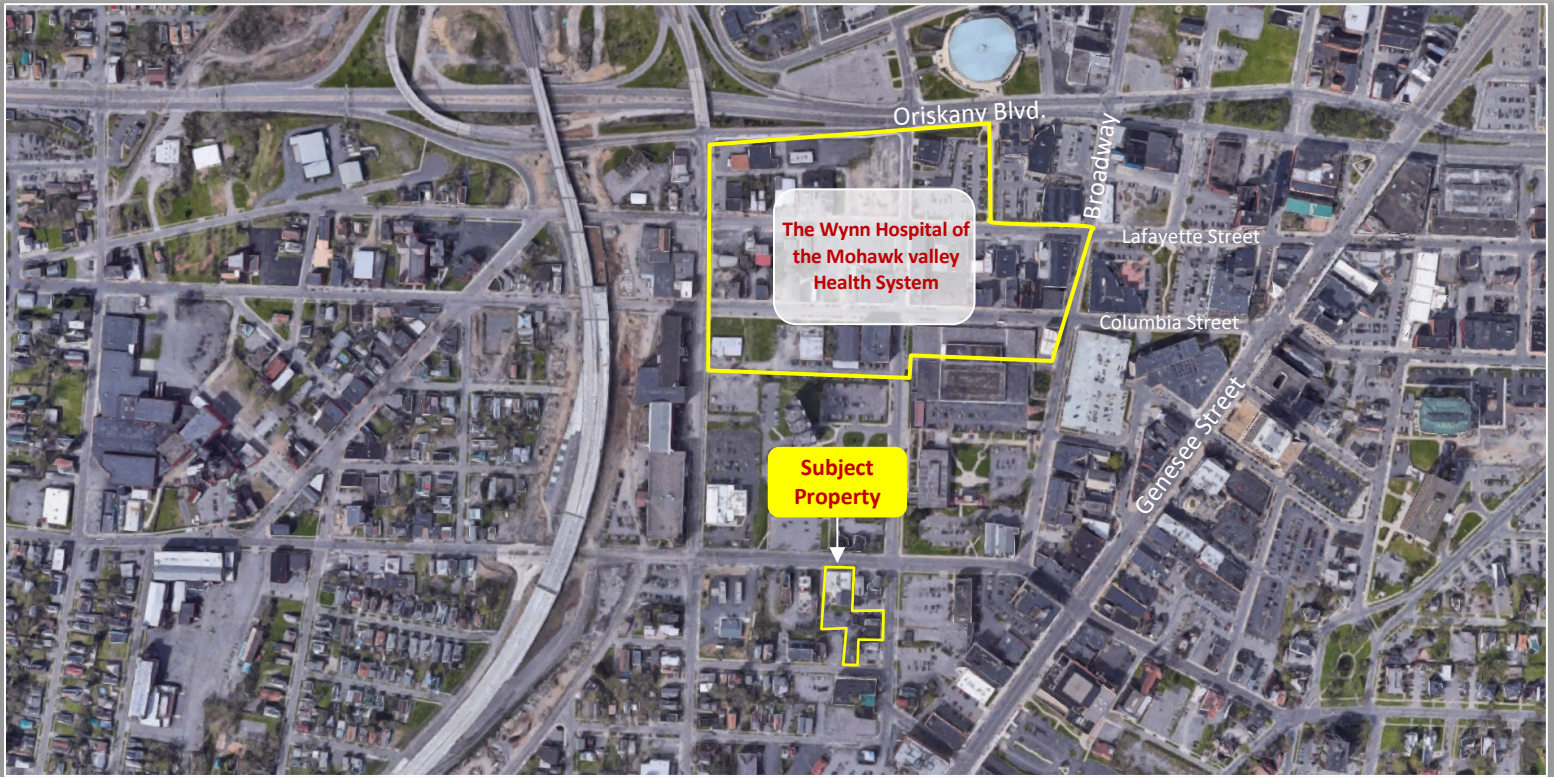 Oriskany Blvd.
Broadway
The Wynn Hospital of
the Mohawk valley
Health System
Lafayette Street
Columbia Street
Genesee Street
Subject
Property